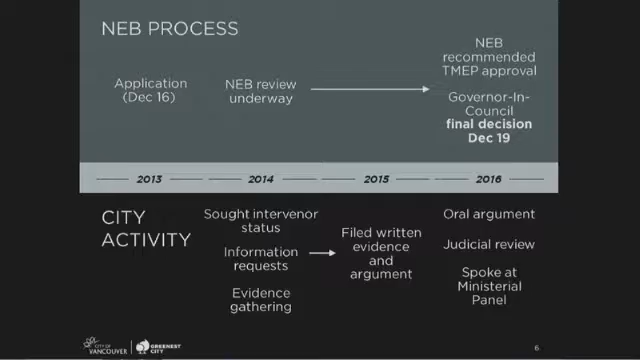 NEB PROCESS
Application
(Dec 16)
NEB review
underway
NEB
recommended
TMEP approval
Governor-In-
Council
final decision
Dec 19
2013
2014
2015
2016
CITY
ACTIVITY
Sought intervenor
status
Information
requests
Evidence
gathering
Filed written
evidence
and
argument
Oral argument
Judicial review
Spoke at
Ministerial
Panel
CITY OF
VANCOUVER
GREENEST
CITY
6